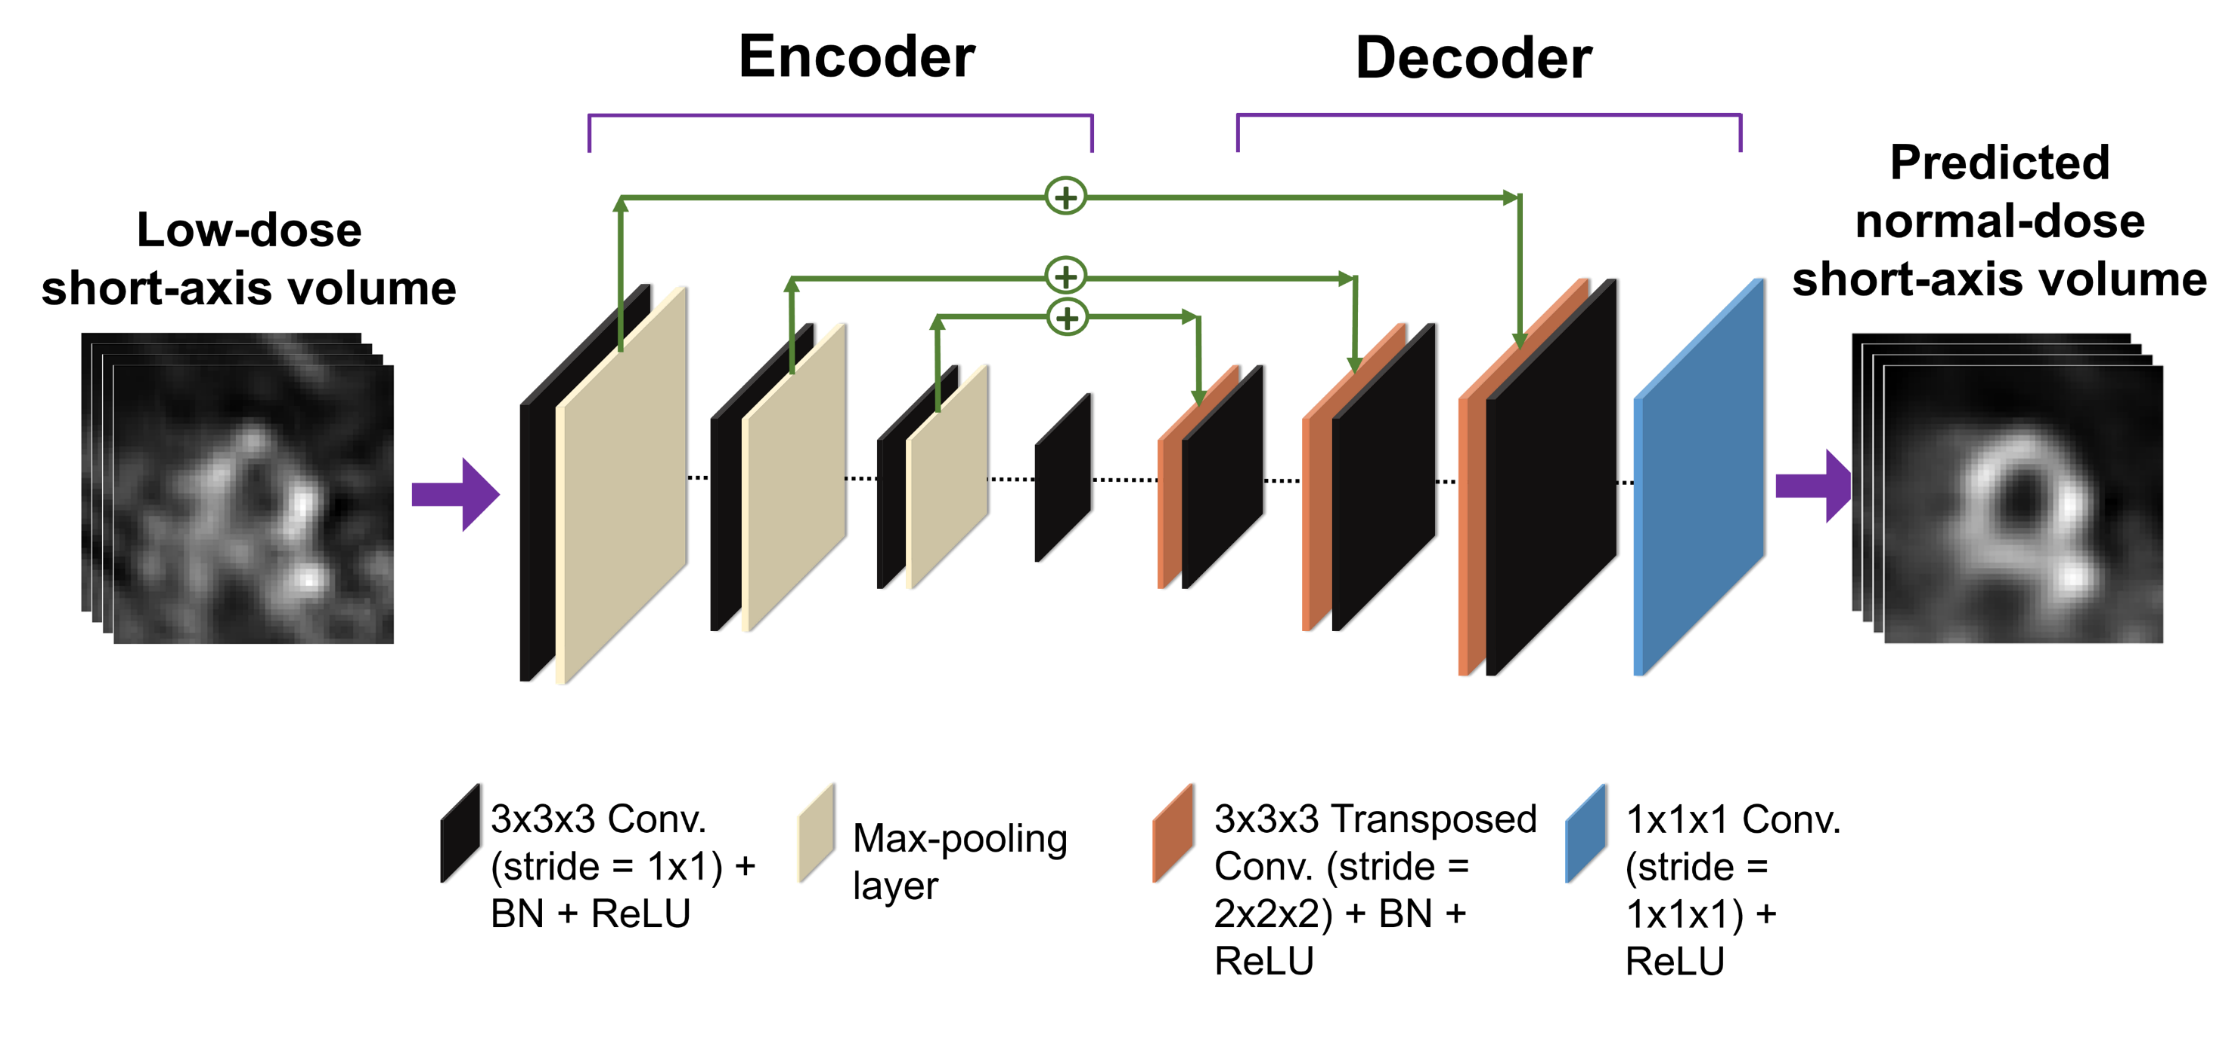 Encoder
Decoder
Low-dose
short-axis volume
Predicted
normal-dose
short-axis volume
+
+
+
3x3x3 Conv.
(stride = 1x1) +
BN + ReLU
Max-pooling
layer
3x3x3 Transposed
Conv. (stride =
2x2x2) + BN +
ReLU
1x1x1 Conv.
(stride =
1x1x1) +
ReLU